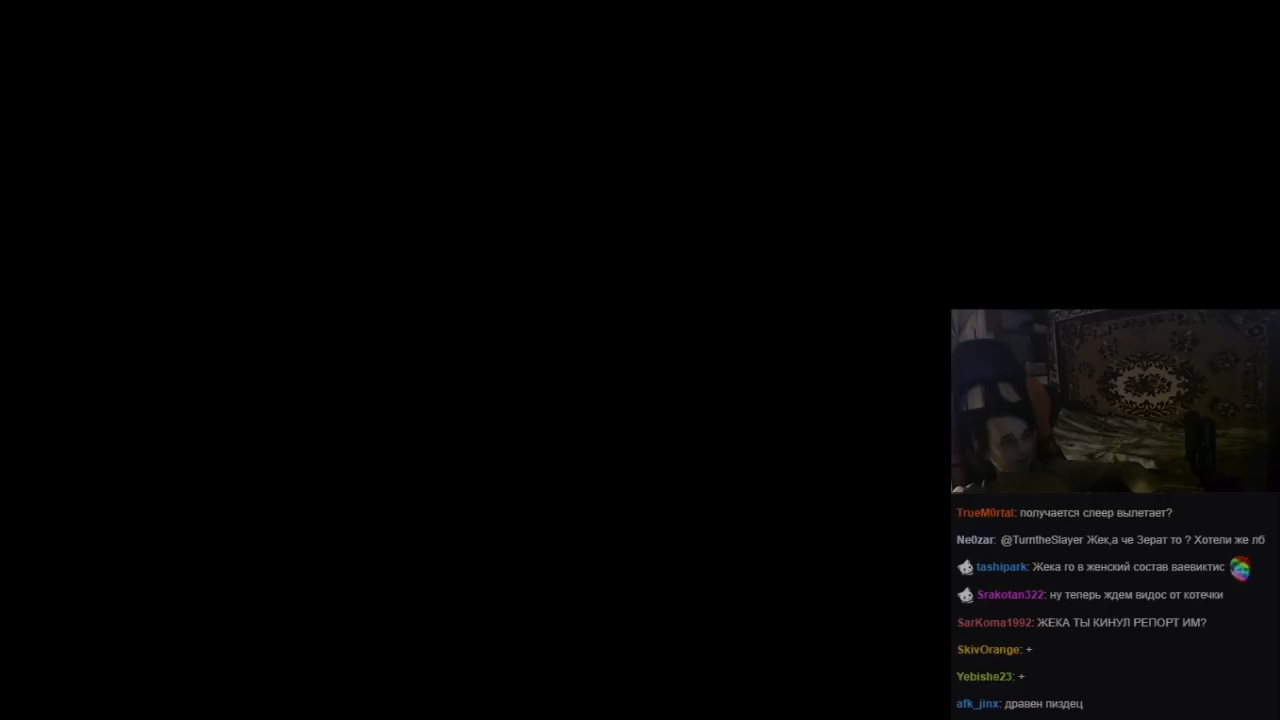 TrueM0rtal: получается слеер вылетает?
Ne0zar: @TurntheSlayer Жек,а че Зерат то ? Хотели же лб
tashipark: Жека го в женский состав ваевиктис
Srakotan322: ну теперь ждем видос от котечки
SarKoma1992: ЖЕКА ТЫ КИНУЛ РЕПОРТ ИМ?
SkivOrange: +
Yebishe23: +
afk_jinx: дравен пиздец